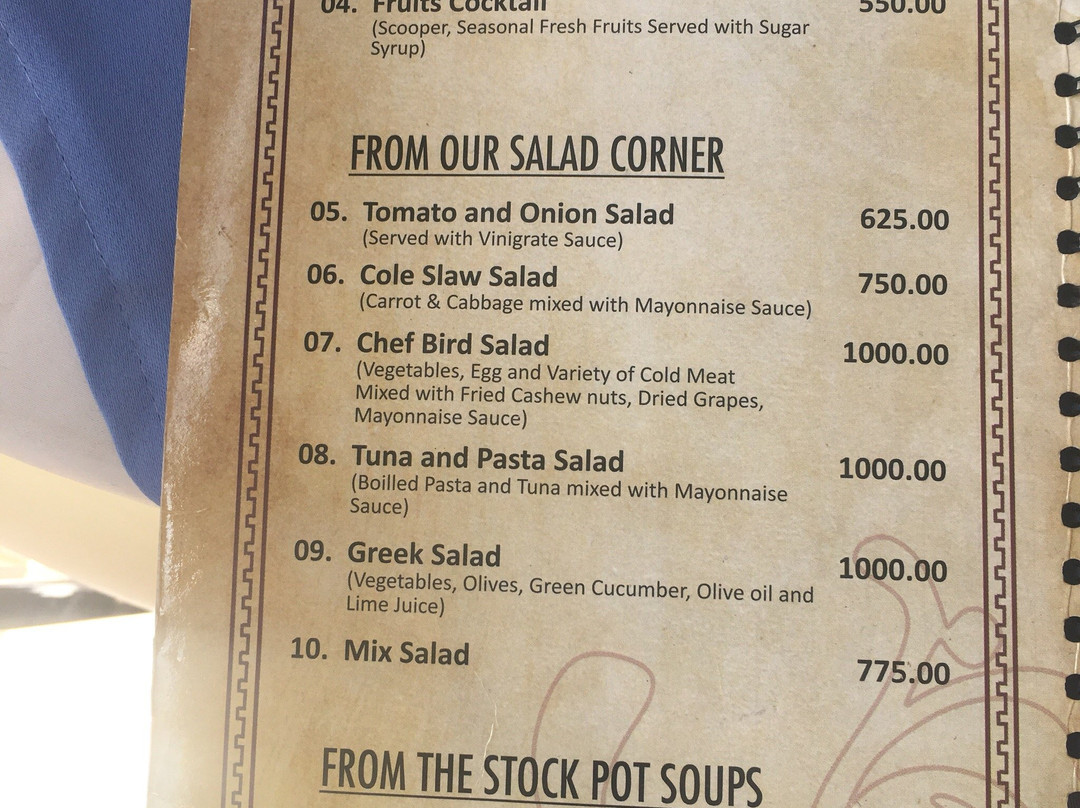 04. Fruits Cocktail 550.00
(Scooper, Seasonal Fresh Fruits Served with Sugar
Syrup)
FROM OUR SALAD CORNER
05. Tomato and Onion Salad 625.00
(Served with Vinigrate Sauce)
06. Cole Slaw Salad 750.00
(Carrot & Cabbage mixed with Mayonnaise Sauce)
07. Chef Bird Salad 1000.00
(Vegetables, Egg and Variety of Cold Meat
Mixed with Fried Cashew nuts, Dried Grapes,
Mayonnaise Sauce)
08. Tuna and Pasta Salad 1000.00
(Boilled Pasta and Tuna mixed with Mayonnaise
Sauce)
09. Greek Salad 1000.00
(Vegetables, Olives, Green Cucumber, Olive oil and
Lime Juice)
10. Mix Salad 775.00
FROM THE STOCK POT SOUPS